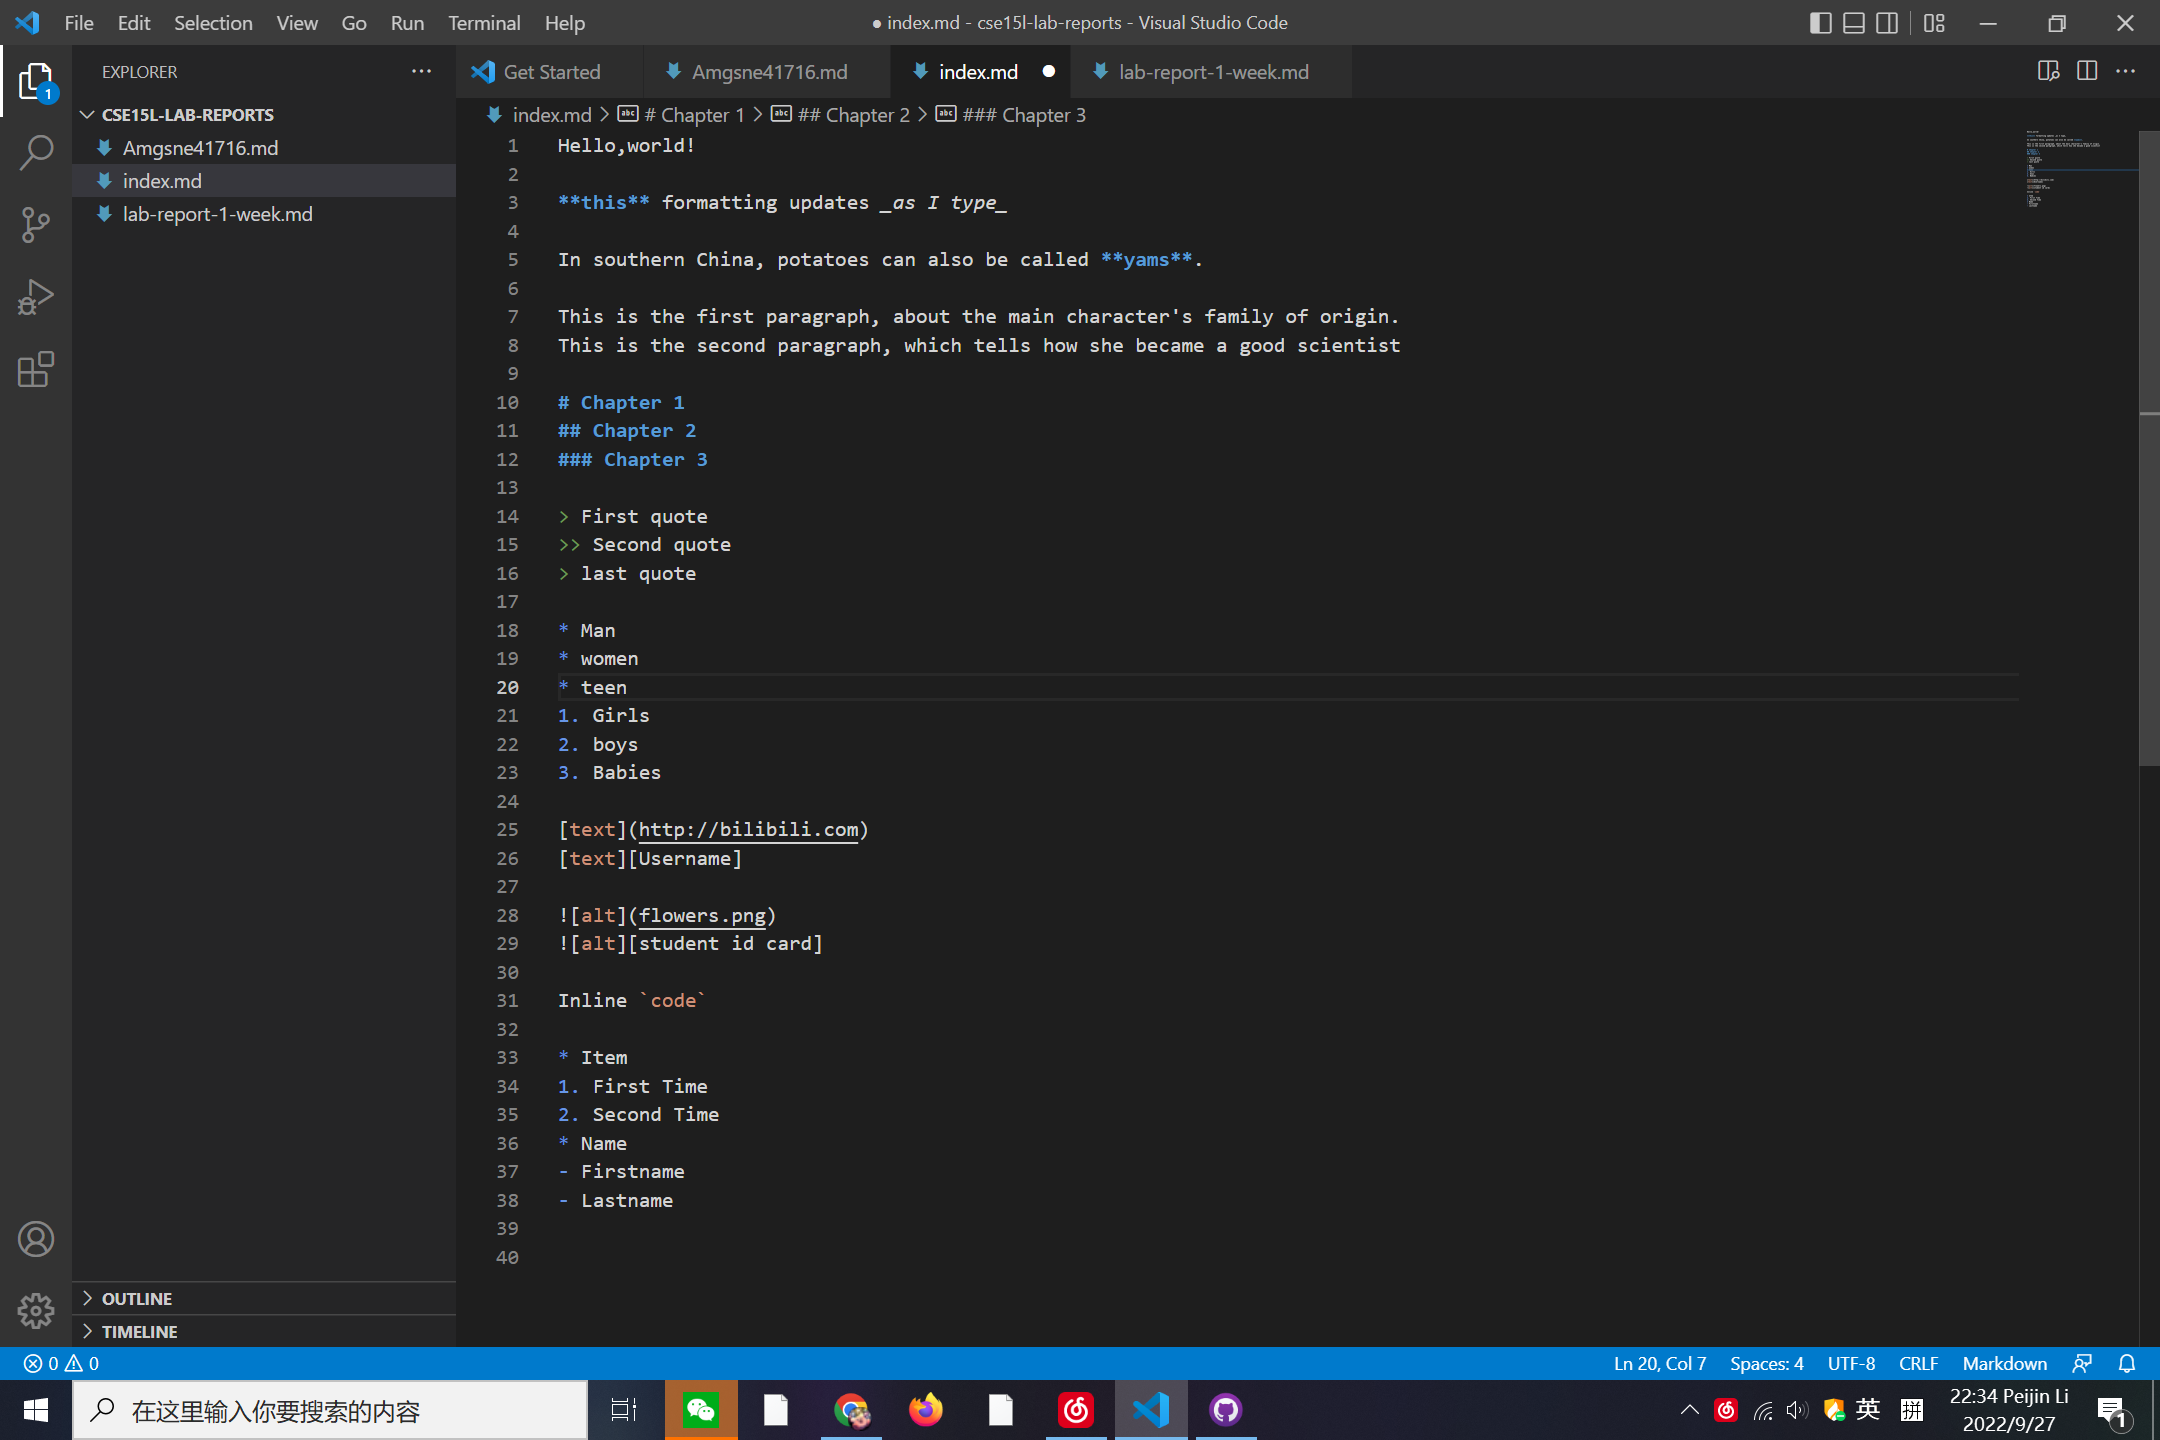 File Edit Selection View Go Run Terminal Help
● index.md - cse15l-lab-reports - Visual Studio Code
EXPLORER
Get Started
Amgsne41716.md
index.md
lab-report-1-week.md
1
CSE15L-LAB-REPORTS
Amgsne41716.md
index.md
lab-report-1-week.md
index.md > # Chapter 1 > ## Chapter 2 > ### Chapter 3
1 Hello,world!
2
3 **this** formatting updates _as I type_
4
5 In southern China, potatoes can also be called **yams**.
6
7 This is the first paragraph, about the main character's family of origin.
8 This is the second paragraph, which tells how she became a good scientist
9
10 # Chapter 1
11 ## Chapter 2
12 ### Chapter 3
13
14 > First quote
15 >> Second quote
16 > last quote
17
18 * Man
19 * women
20 * teen
21 1. Girls
22 2. boys
23 3. Babies
24
25 [text](http://bilibili.com)
26 [text][Username]
27
28 ![alt](flowers.png)
29 ![alt][student id card]
30
31 Inline `code`
32
33 * Item
34 1. First Time
35 2. Second Time
36 * Name
37 - Firstname
38 - Lastname
39
40
OUTLINE
TIMELINE
0 0
Ln 20, Col 7 Spaces: 4 UTF-8 CRLF Markdown
在这里输入你要搜索的内容
英 拼
22:34 Peijin Li
2022/9/27
1